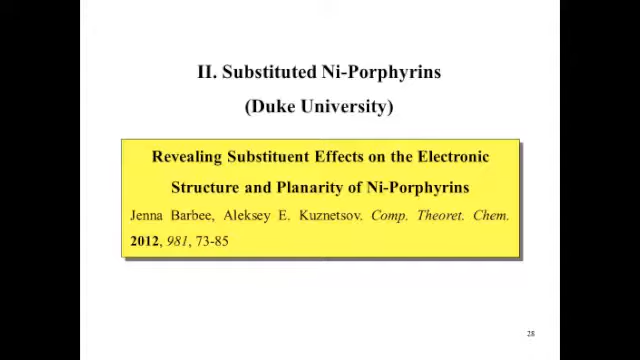 II. Substituted Ni-Porphyrins
(Duke University)
Revealing Substituent Effects on the Electronic
Structure and Planarity of Ni-Porphyrins
Jenna Barbee, Aleksey E. Kuznetsov. Comp. Theoret. Chem.
2012, 981, 73-85
28